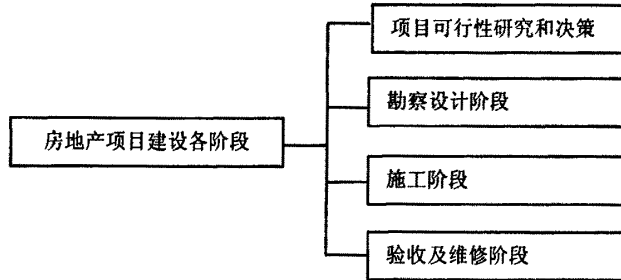 项目可行性研究和决策
勘察设计阶段
房地产项目建设各阶段
施工阶段
验收及维修阶段